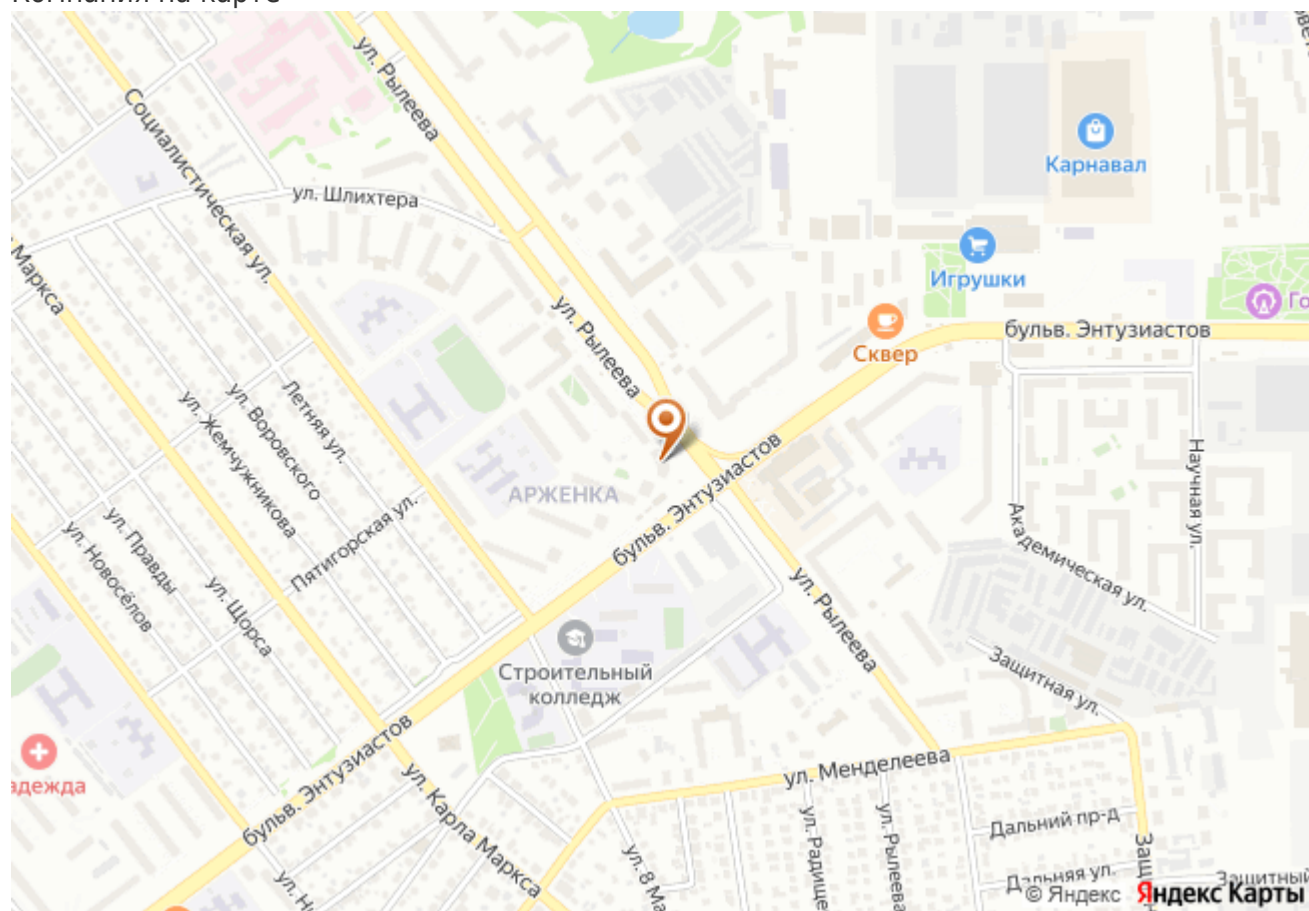 ул. Рылеева
Социалистическая ул.
Карнавал
ул. Шлихтера
Маркса
Игрушки
Го
ул. Рылеева
Сквер
бульв. Энтузиастов
Летняя ул.
ул. Воровского
ул. Жемчужникова
АРЖЕНКА
бульв. Энтузиастов
Научная ул.
Академическая ул.
Пятигорская ул.
ул. Правды
ул. Новосёлов
ул. Щорса
ул. Рылеева
Строительный
колледж
Защитная ул.
адежда
бульв. Энтузиастов
ул. Карла Маркса
ул. Менделеева
ул. Радище
ул. Рылеева
Дальний пр-д
Защ
ул. 8 Ма
Дальняя ул.
Защитный
ул. Н
© Яндекс Яндекс Карты